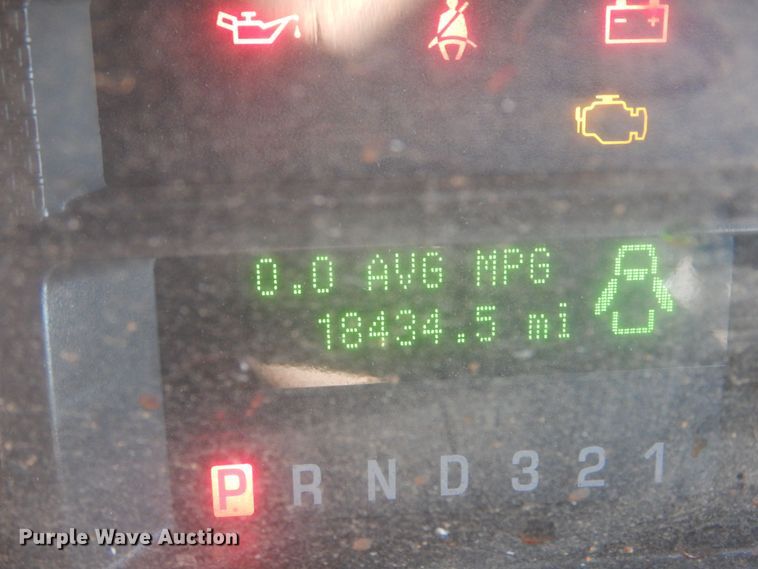 0.0 AVG MPG
18434.5 mi
P R N D 3 2 1
Purple Wave Auction